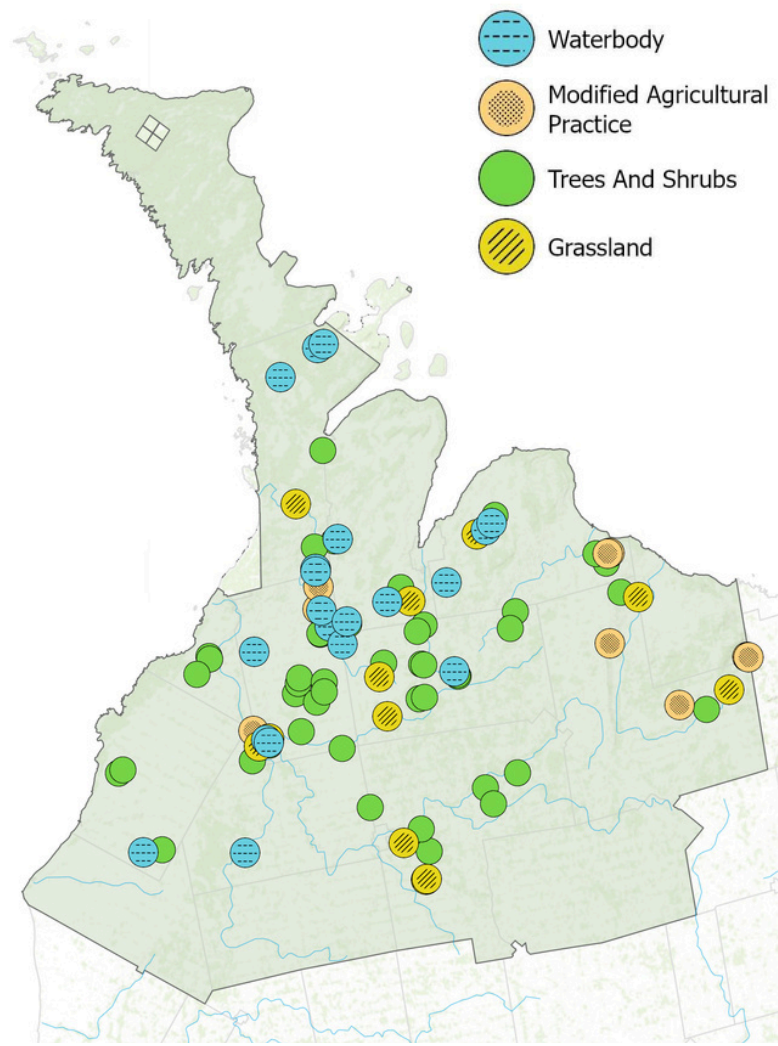 Waterbody
Modified Agricultural
Practice
Trees And Shrubs
Grassland